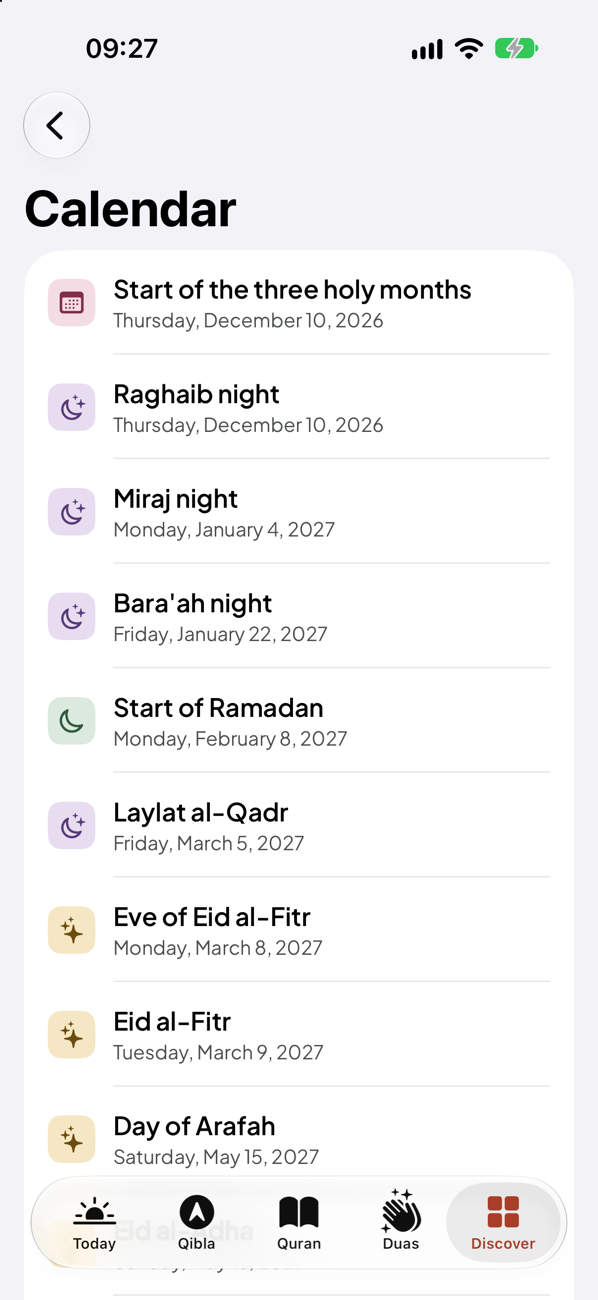 09:27
Calendar
Start of the three holy months
Thursday, December 10, 2026
Raghaib night
Thursday, December 10, 2026
Miraj night
Monday, January 4, 2027
Bara'ah night
Friday, January 22, 2027
Start of Ramadan
Monday, February 8, 2027
Laylat al-Qadr
Friday, March 5, 2027
Eve of Eid al-Fitr
Monday, March 8, 2027
Eid al-Fitr
Tuesday, March 9, 2027
Day of Arafah
Saturday, May 15, 2027
Eid al-Adha
Today
Qibla
Quran
Duas
Discover